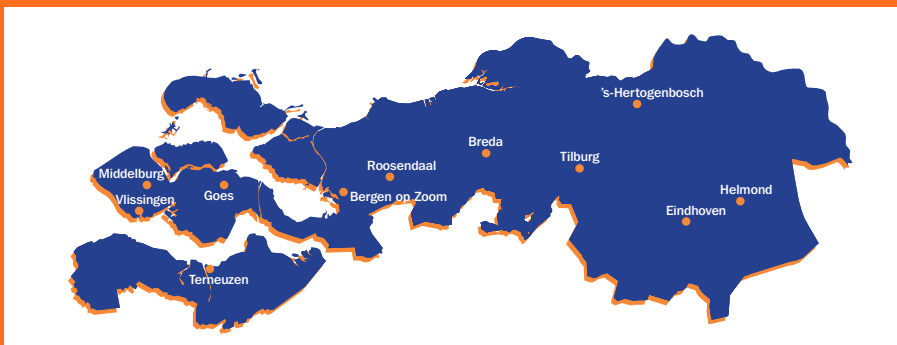 's-Hertogenbosch
Breda
Tilburg
Roosendaal
Middelburg
Helmond
Goes
Bergen op Zoom
Vlissingen
Eindhoven
Terneuzen